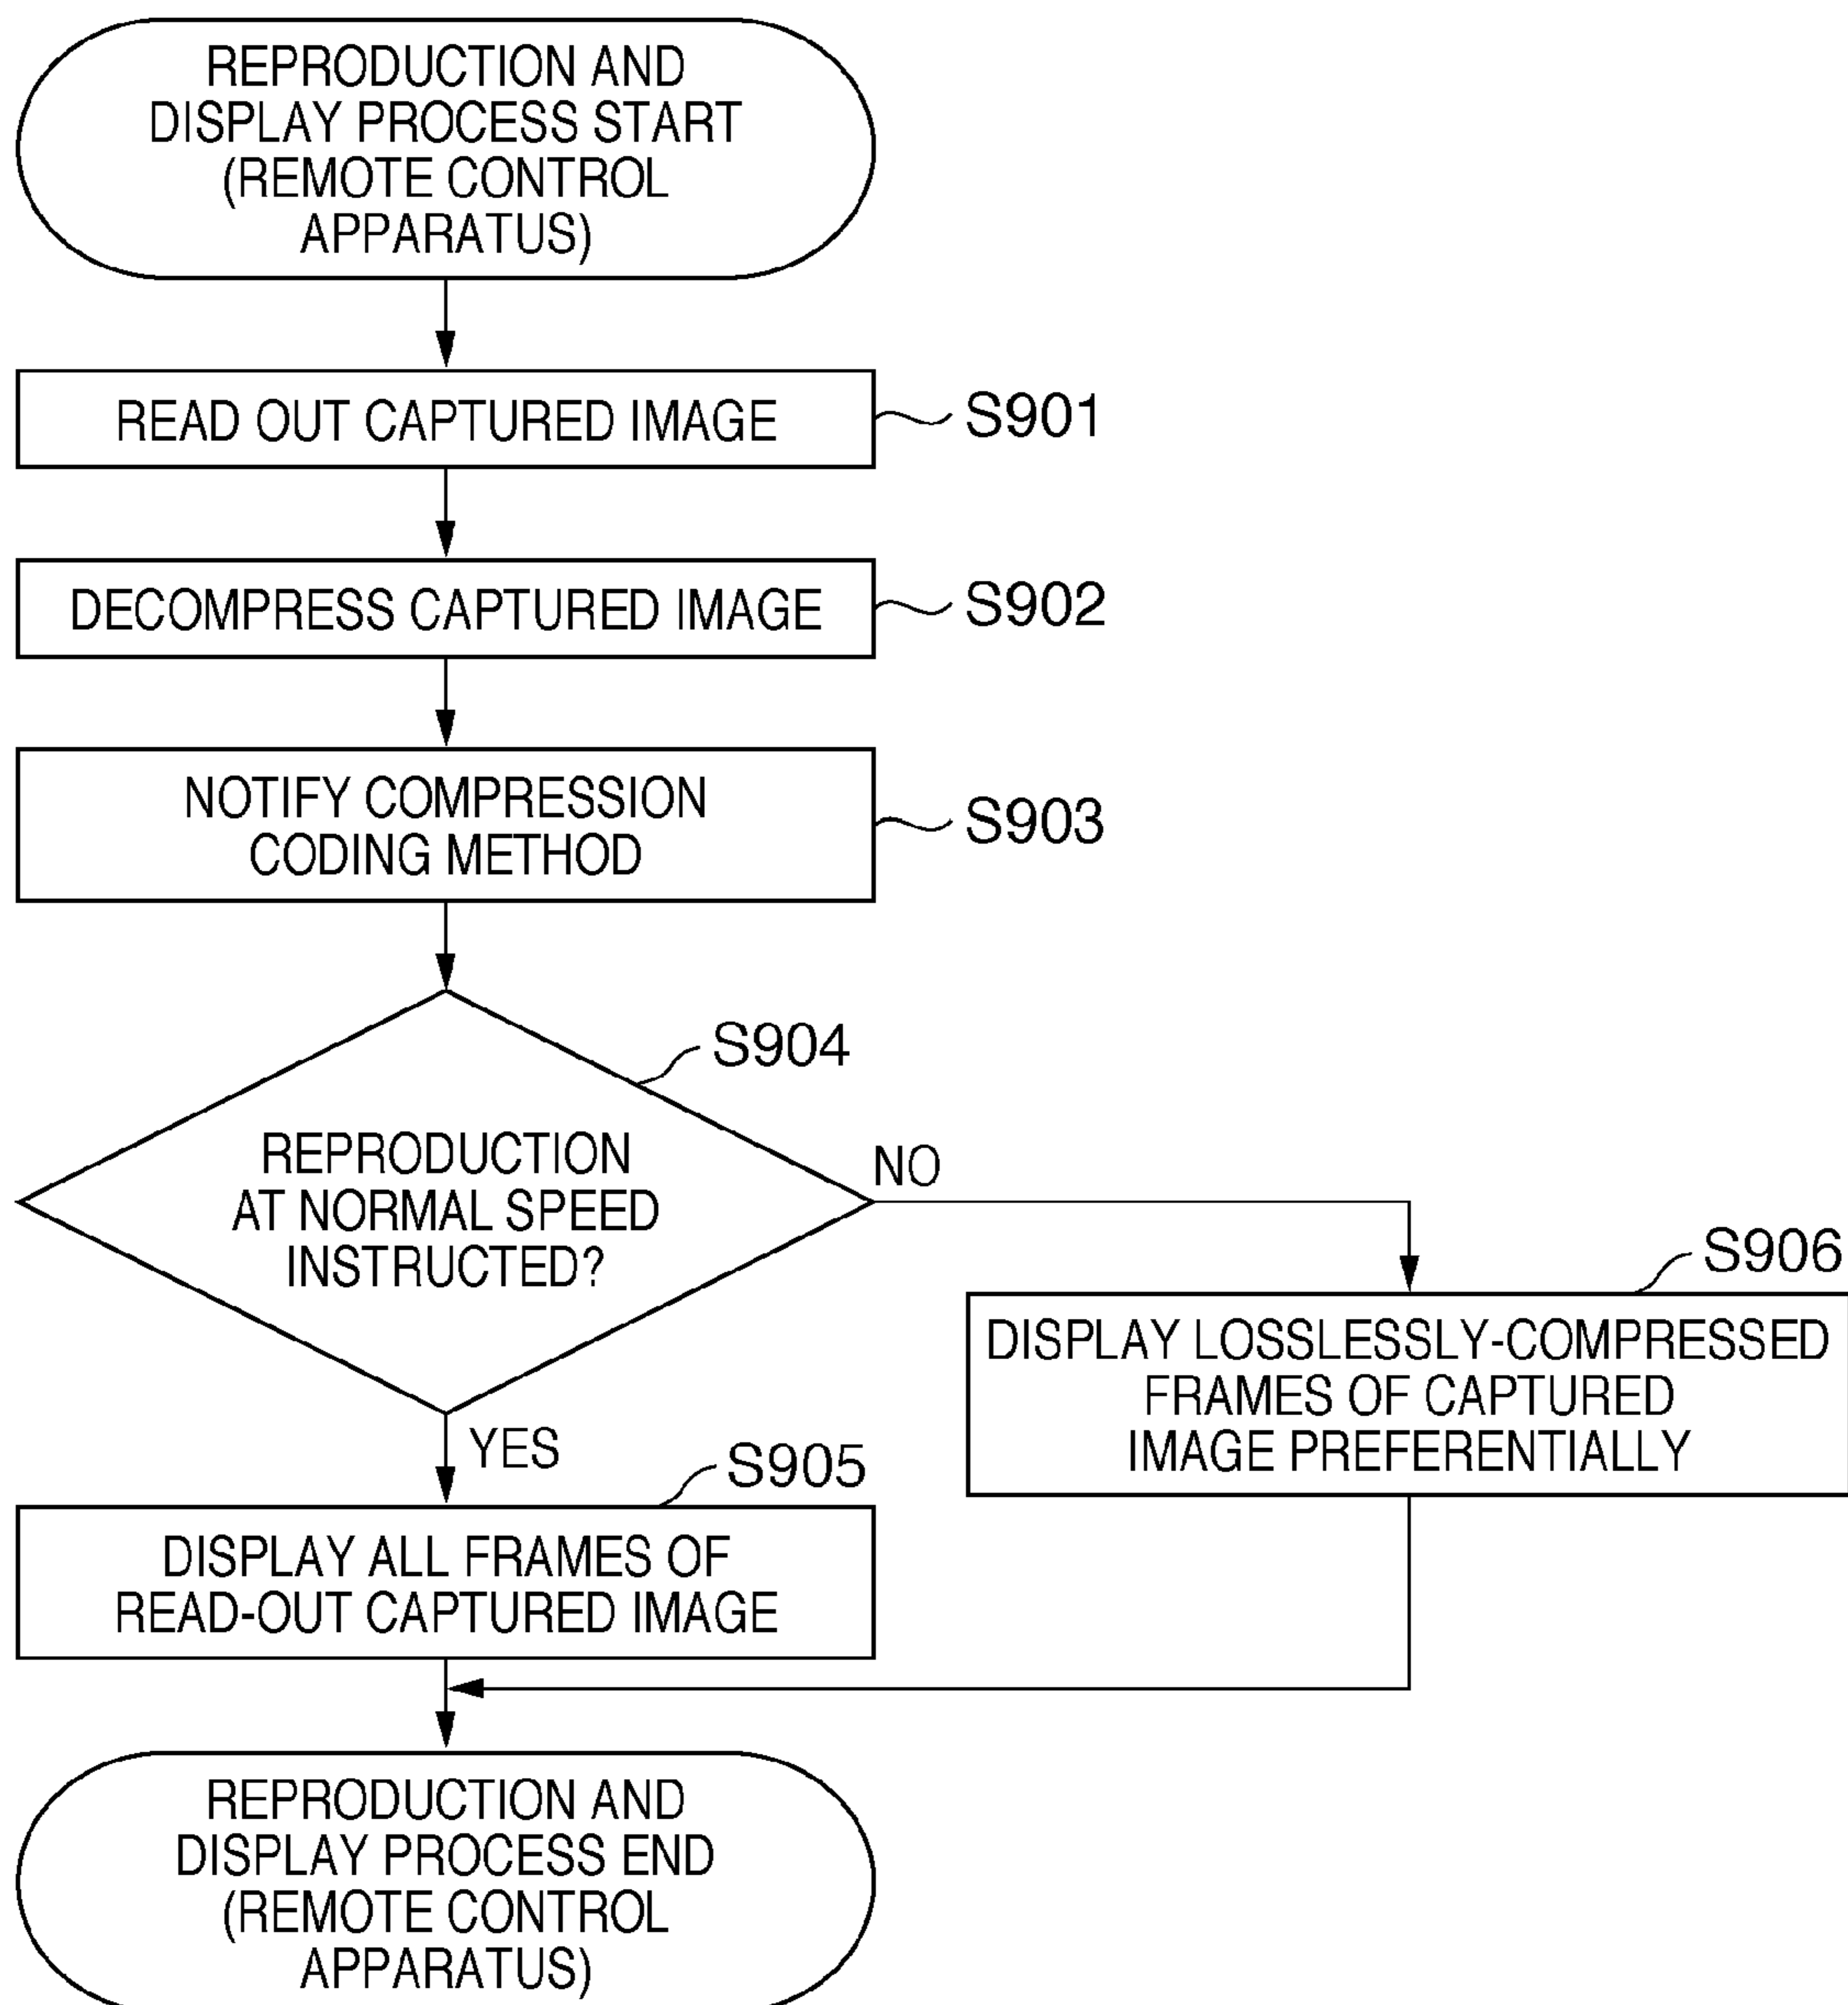 REPRODUCTION AND
DISPLAY PROCESS START
(REMOTE CONTROL
APPARATUS)
READ OUT CAPTURED IMAGE
S901
DECOMPRESS CAPTURED IMAGE
S902
NOTIFY COMPRESSION
CODING METHOD
S903
S904
REPRODUCTION
AT NORMAL SPEED
INSTRUCTED?
NO
YES
S906
DISPLAY LOSSLESSLY-COMPRESSED
FRAMES OF CAPTURED
IMAGE PREFERENTIALLY
S905
DISPLAY ALL FRAMES OF
READ-OUT CAPTURED IMAGE
REPRODUCTION AND
DISPLAY PROCESS END
(REMOTE CONTROL
APPARATUS)